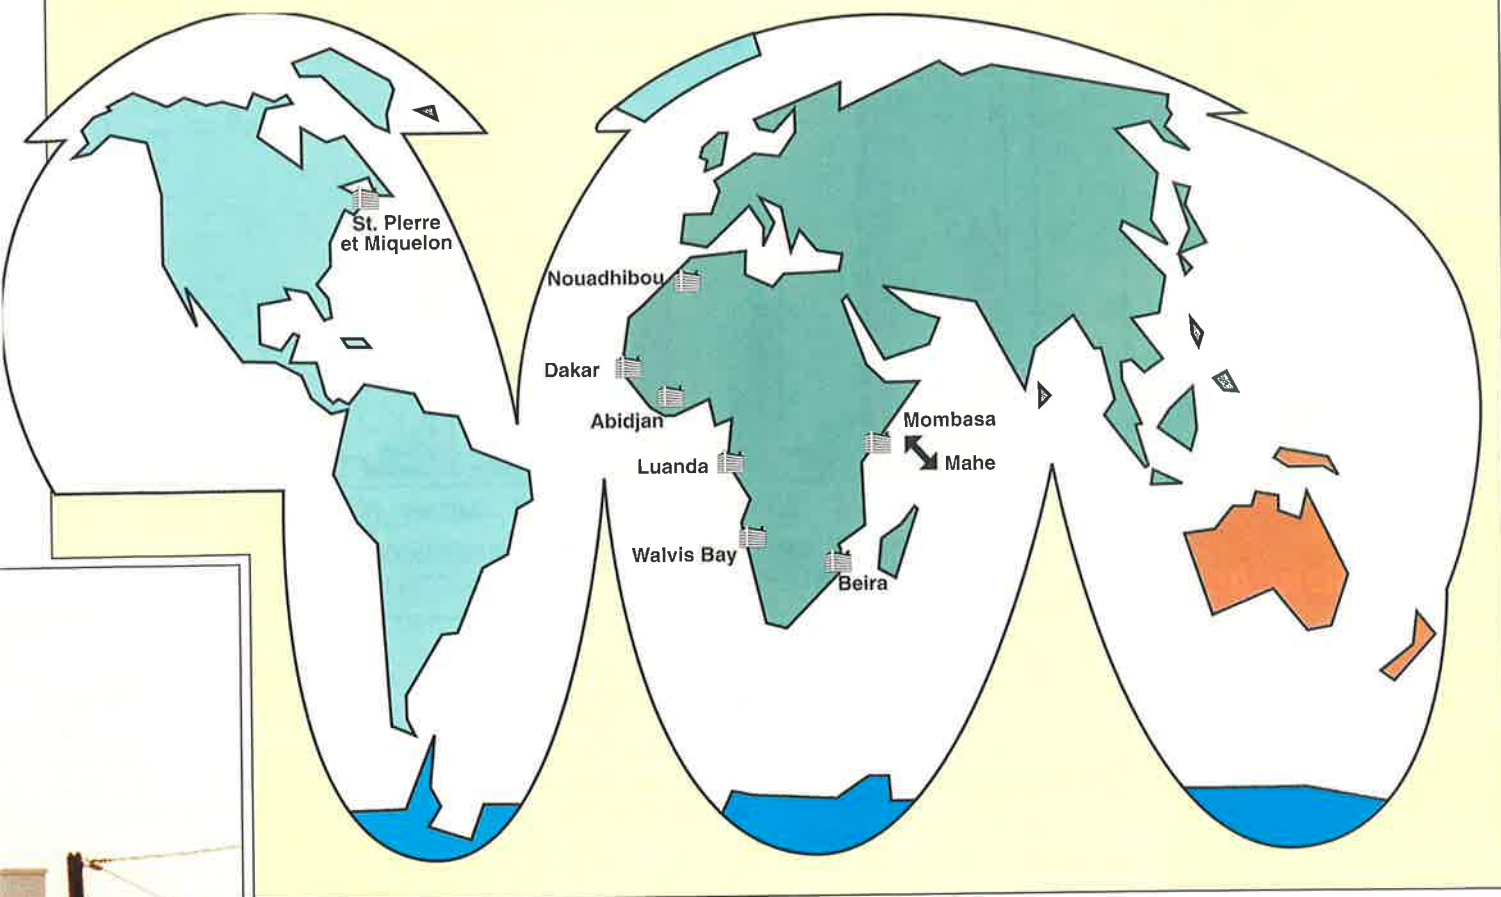 St. PIerre
et Miquelon
Nouadhibou
Dakar
Abidjan
Mombasa
Mahe
Luanda
Walvis Bay
Beira